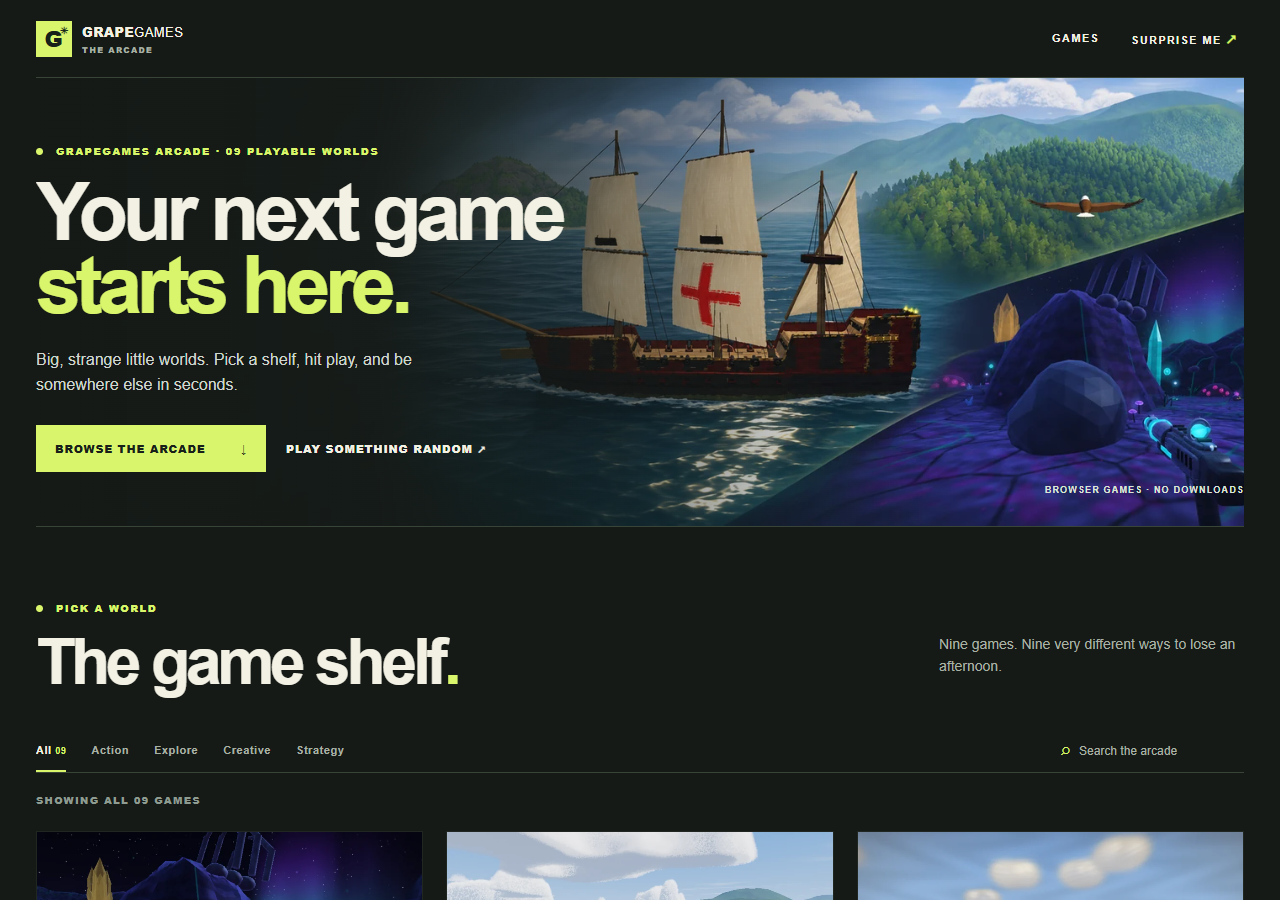 G*
GRAPEGAMES
THE ARCADE
GAMES
SURPRISE ME ↗
GRAPEGAMES ARCADE · 09 PLAYABLE WORLDS
Your next game
starts here.
Big, strange little worlds. Pick a shelf, hit play, and be
somewhere else in seconds.
BROWSE THE ARCADE ↓
PLAY SOMETHING RANDOM ↗
BROWSER GAMES · NO DOWNLOADS
PICK A WORLD
The game shelf.
Nine games. Nine very different ways to lose an
afternoon.
All 09
Action
Explore
Creative
Strategy
Search the arcade
SHOWING ALL 09 GAMES